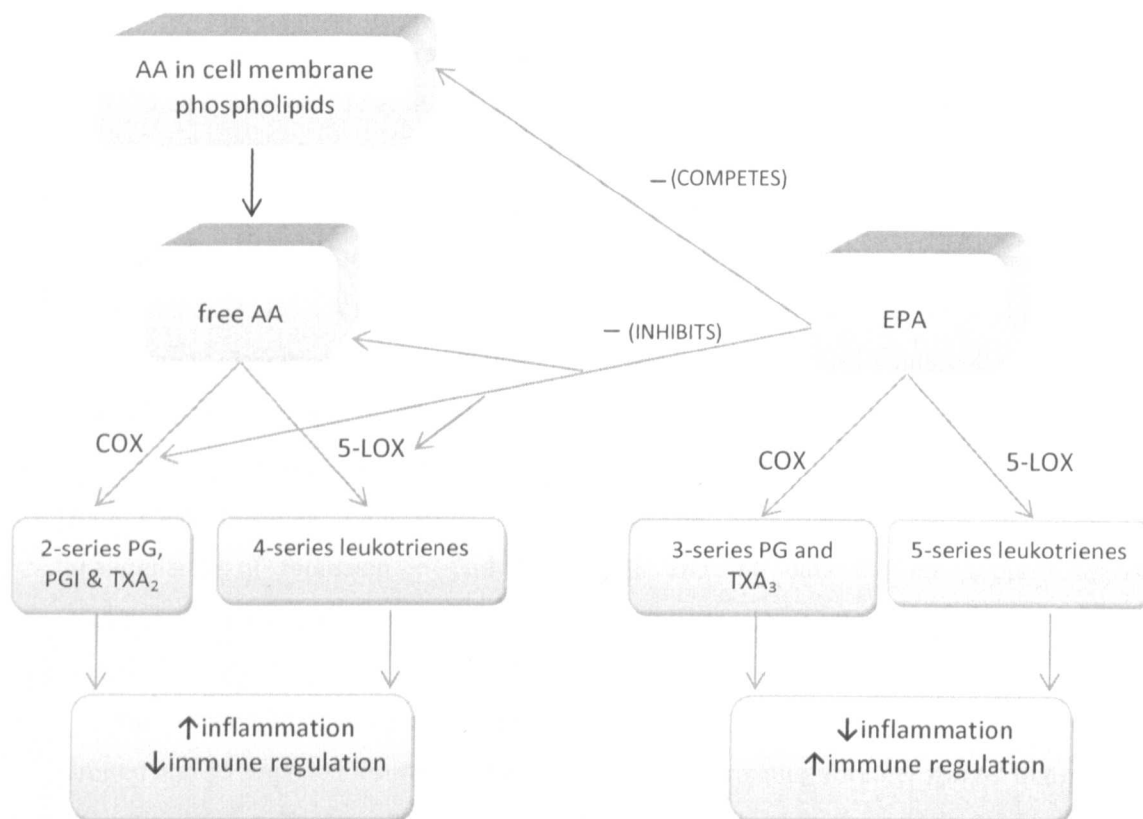 AA in cell membrane
phospholipids
– (COMPETES)
free AA
– (INHIBITS)
EPA
COX
5-LOX
COX
5-LOX
2-series PG,
PGI & TXA₂
4-series leukotrienes
3-series PG and
TXA₃
5-series leukotrienes
↑inflammation
↓immune regulation
↓inflammation
↑immune regulation